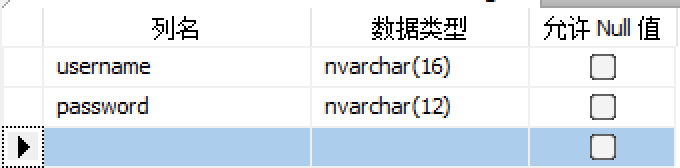 列名 数据类型 允许 Null 值
username nvarchar(16)
password nvarchar(12)